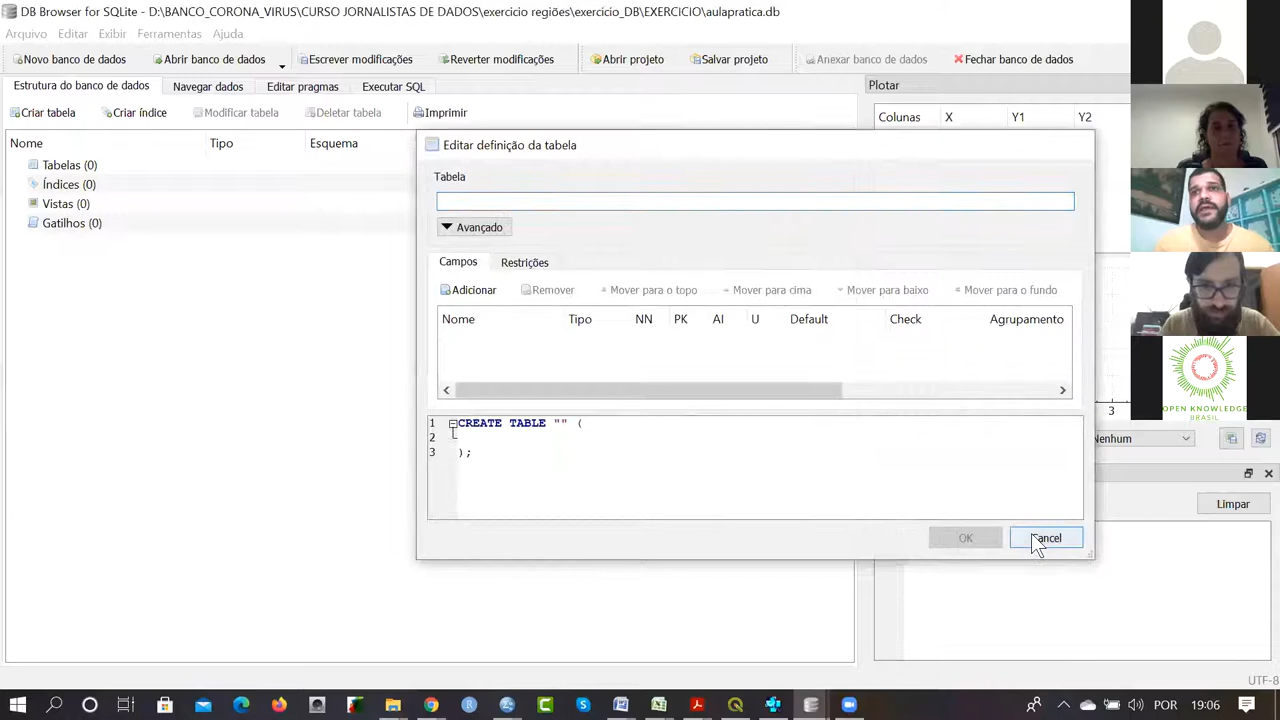 DB Browser for SQLite - D:\BANCO_CORONA_VIRUS\CURSO JORNALISTAS DE DADOS\exercicio regiões\exercicio_DB\EXERCICIO\aulapratica.db
Arquivo Editar Exibir Ferramentas Ajuda
Novo banco de dados Abrir banco de dados Escrever modificações Reverter modificações Abrir projeto Salvar projeto Anexar banco de dados Fechar banco de dados
Estrutura do banco de dados Navegar dados Editar pragmas Executar SQL
Plotar
Criar tabela Criar índice Modificar tabela Deletar tabela Imprimir
Colunas X Y1 Y2
Nome Tipo Esquema
Tabelas (0)
Índices (0)
Vistas (0)
Gatilhos (0)
Editar definição da tabela
Tabela
Avançado
Campos Restrições
Adicionar Remover Mover para o topo Mover para cima Mover para baixo Mover para o fundo
Nome Tipo NN PK AI U Default Check Agrupamento
1 CREATE TABLE "" (
2
3 );
OK Cancel
3
Nenhum
Limpar
OPEN KNOWLEDGE
BRASIL
UTF-8
POR 19:06